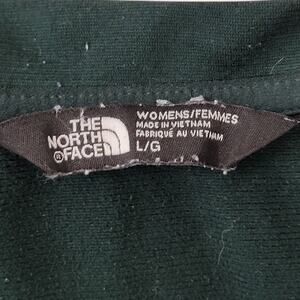 THE
NORTH
®FACE
WOMENS/FEMMES
MADE IN VIETNAM
FABRIQUÉ AU VIETNAM
L/G